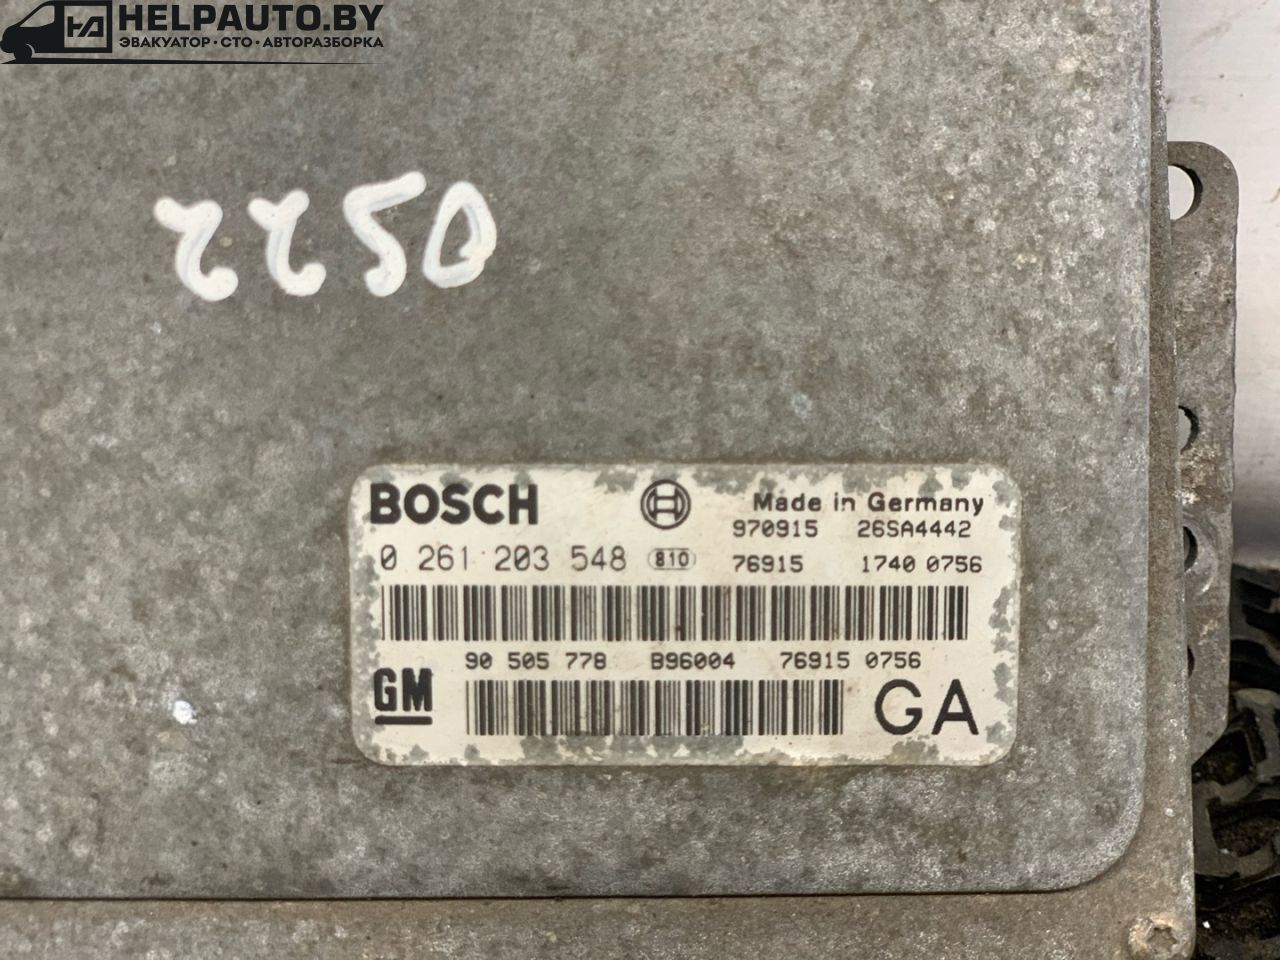 HELPAUTO.BY
ЭВАКУАТОР·СТО·АВТОРАЗБОРКА
2250
BOSCH Made in Germany
970915 26SA4442
0 261 203 548 810 76915 1740 0756
90 505 778 B96004 76915 0756
GM GA